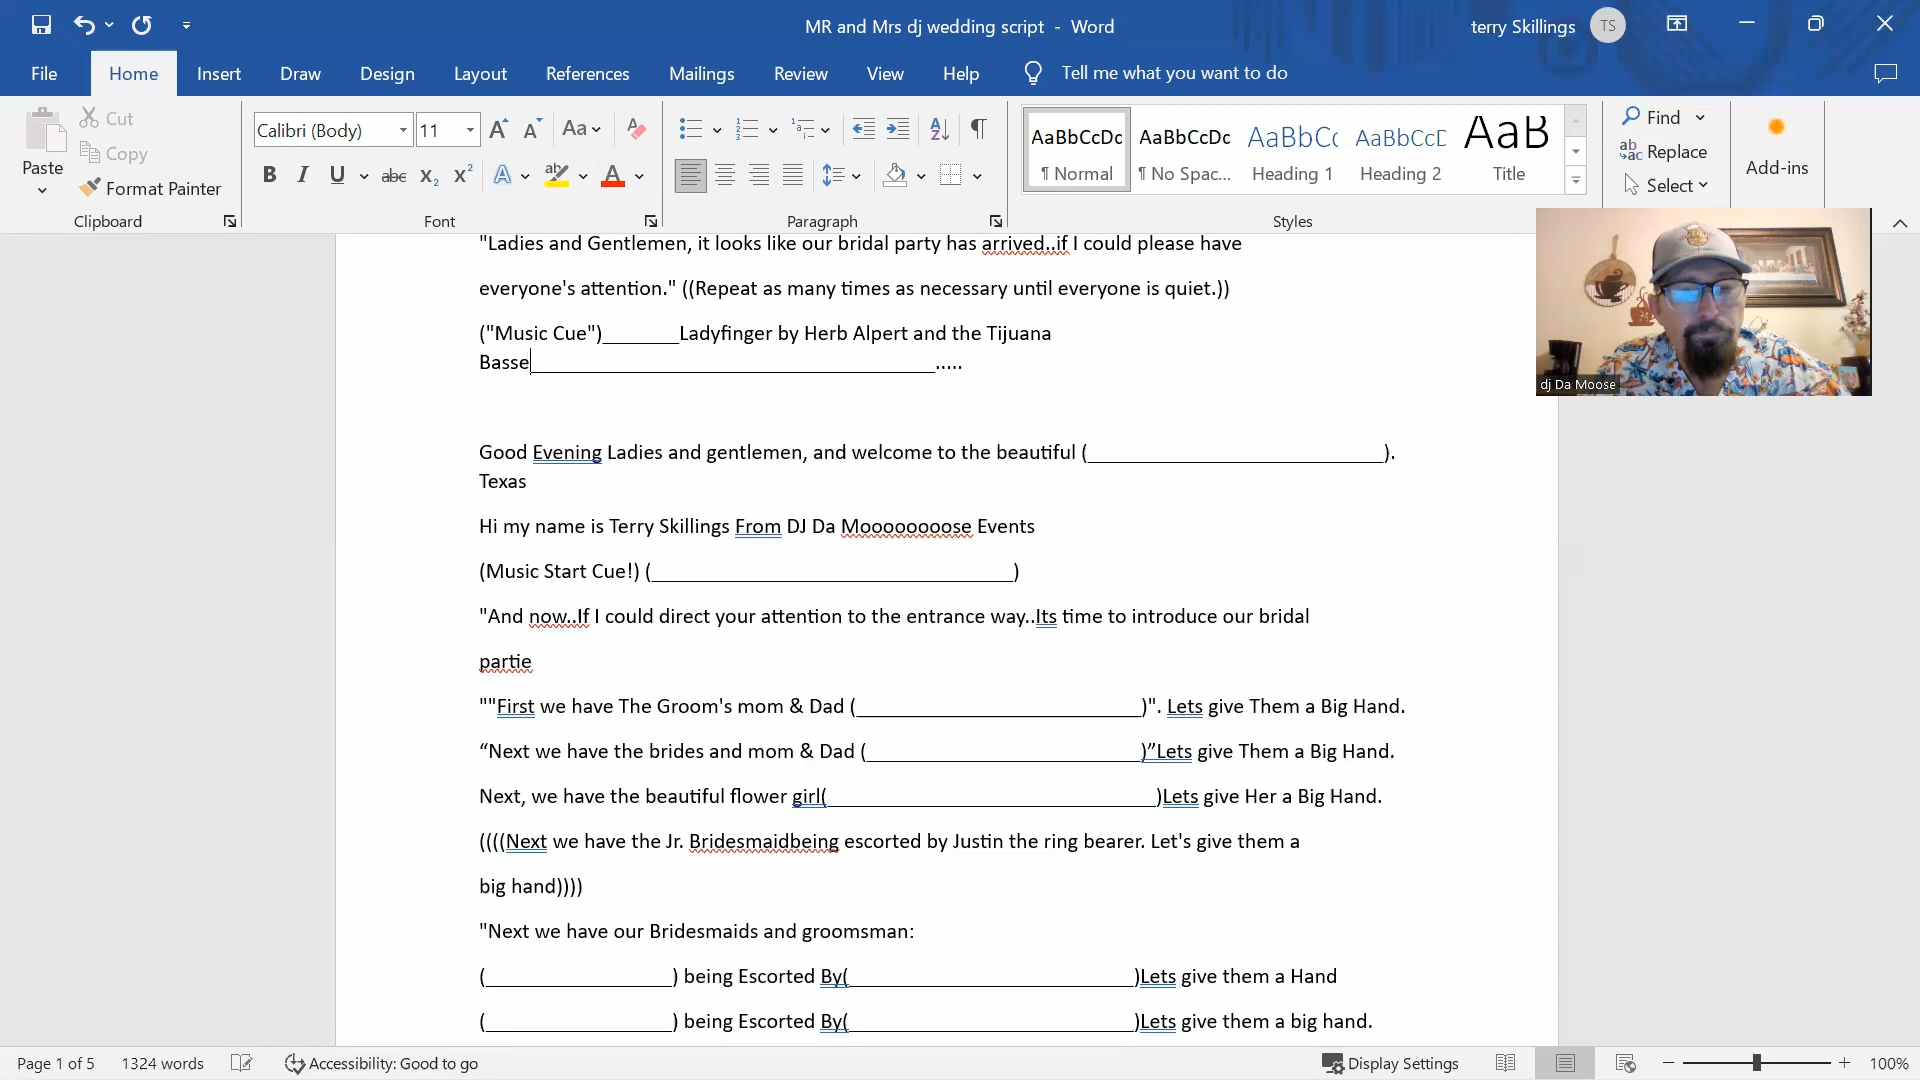 MR and Mrs dj wedding script - Word
terry Skillings
TS
File Home Insert Draw Design Layout References Mailings Review View Help Tell me what you want to do
Paste
Cut
Copy
Format Painter
Clipboard
Calibri (Body) 11
Font
Paragraph
AaBbCcDc AaBbCcDc AaBbCc AaBbCcD AaB
¶ Normal ¶ No Spac... Heading 1 Heading 2 Title
Styles
Find
Replace
Select
Add-ins
"Ladies and Gentlemen, it looks like our bridal party has arrived..if I could please have
everyone's attention." ((Repeat as many times as necessary until everyone is quiet.))
("Music Cue")_______Ladyfinger by Herb Alpert and the Tijuana
Basse_____________________________________.....
Good Evening Ladies and gentlemen, and welcome to the beautiful (___________________________).
Texas
Hi my name is Terry Skillings From DJ Da Moooooooose Events
(Music Start Cue!) (_________________________________)
"And now..If I could direct your attention to the entrance way..Its time to introduce our bridal
partie
""First we have The Groom's mom & Dad (__________________________)". Lets give Them a Big Hand.
“Next we have the brides and mom & Dad (_________________________)”Lets give Them a Big Hand.
Next, we have the beautiful flower girl(______________________________)Lets give Her a Big Hand.
((((Next we have the Jr. Bridesmaidbeing escorted by Justin the ring bearer. Let's give them a
big hand))))
"Next we have our Bridesmaids and groomsman:
(_________________) being Escorted By(__________________________)Lets give them a Hand
(_________________) being Escorted By(__________________________)Lets give them a big hand.
dj Da Moose
Page 1 of 5 1324 words Accessibility: Good to go Display Settings 100%